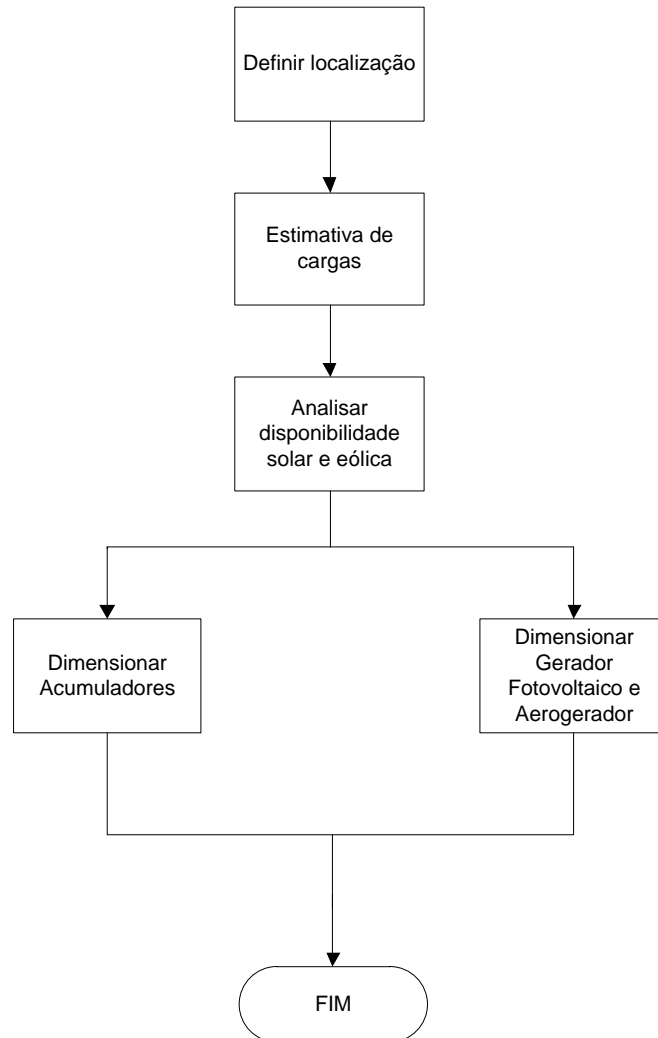 Definir localização
Estimativa de
cargas
Analisar
disponibilidade
solar e eólica
Dimensionar
Acumuladores
Dimensionar
Gerador
Fotovoltaico e
Aerogerador
FIM